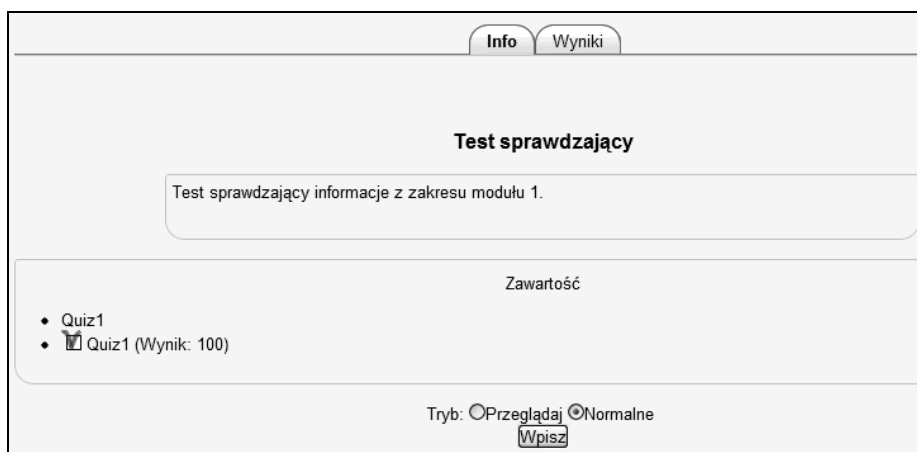 Info Wyniki
Test sprawdzający
Test sprawdzający informacje z zakresu modułu 1.
Zawartość
Quiz1
Quiz1 (Wynik: 100)
Tryb: Przeglądaj Normalne
Wpisz